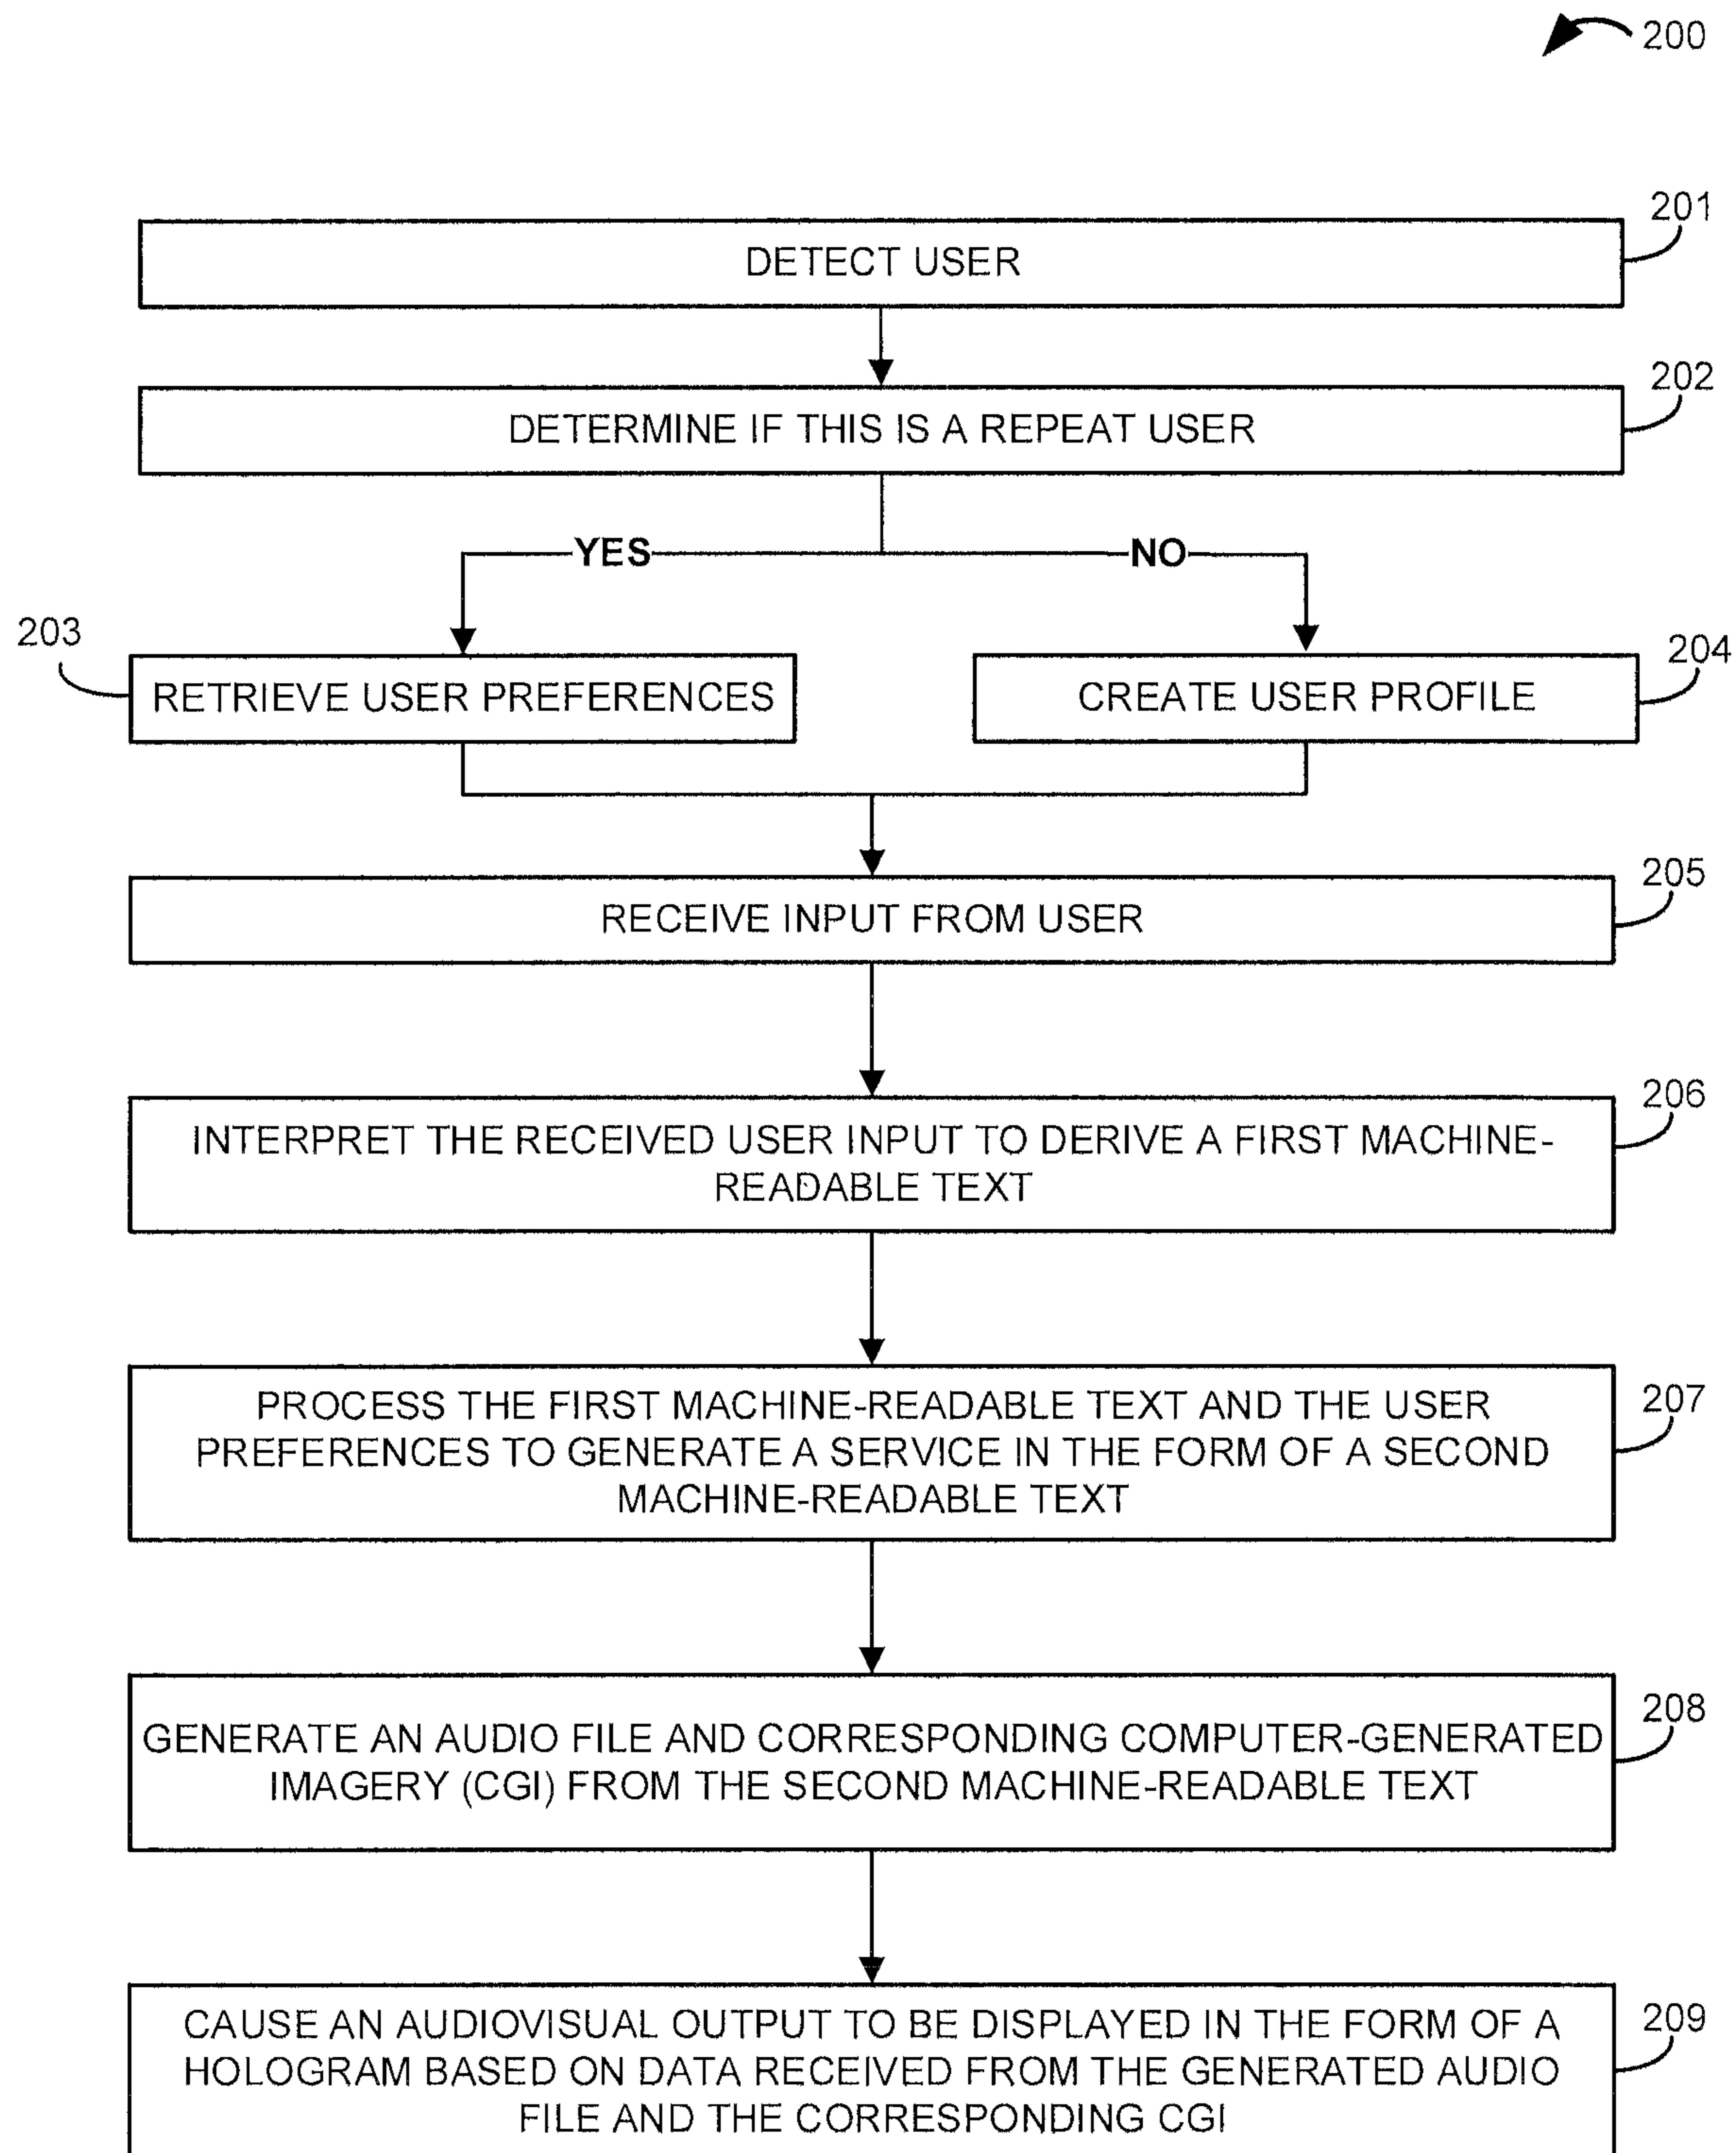 200
201
DETECT USER
202
DETERMINE IF THIS IS A REPEAT USER
YES
NO
203
204
RETRIEVE USER PREFERENCES
CREATE USER PROFILE
205
RECEIVE INPUT FROM USER
206
INTERPRET THE RECEIVED USER INPUT TO DERIVE A FIRST MACHINE-
READABLE TEXT
207
PROCESS THE FIRST MACHINE-READABLE TEXT AND THE USER
PREFERENCES TO GENERATE A SERVICE IN THE FORM OF A SECOND
MACHINE-READABLE TEXT
208
GENERATE AN AUDIO FILE AND CORRESPONDING COMPUTER-GENERATED
IMAGERY (CGI) FROM THE SECOND MACHINE-READABLE TEXT
209
CAUSE AN AUDIOVISUAL OUTPUT TO BE DISPLAYED IN THE FORM OF A
HOLOGRAM BASED ON DATA RECEIVED FROM THE GENERATED AUDIO
FILE AND THE CORRESPONDING CGI